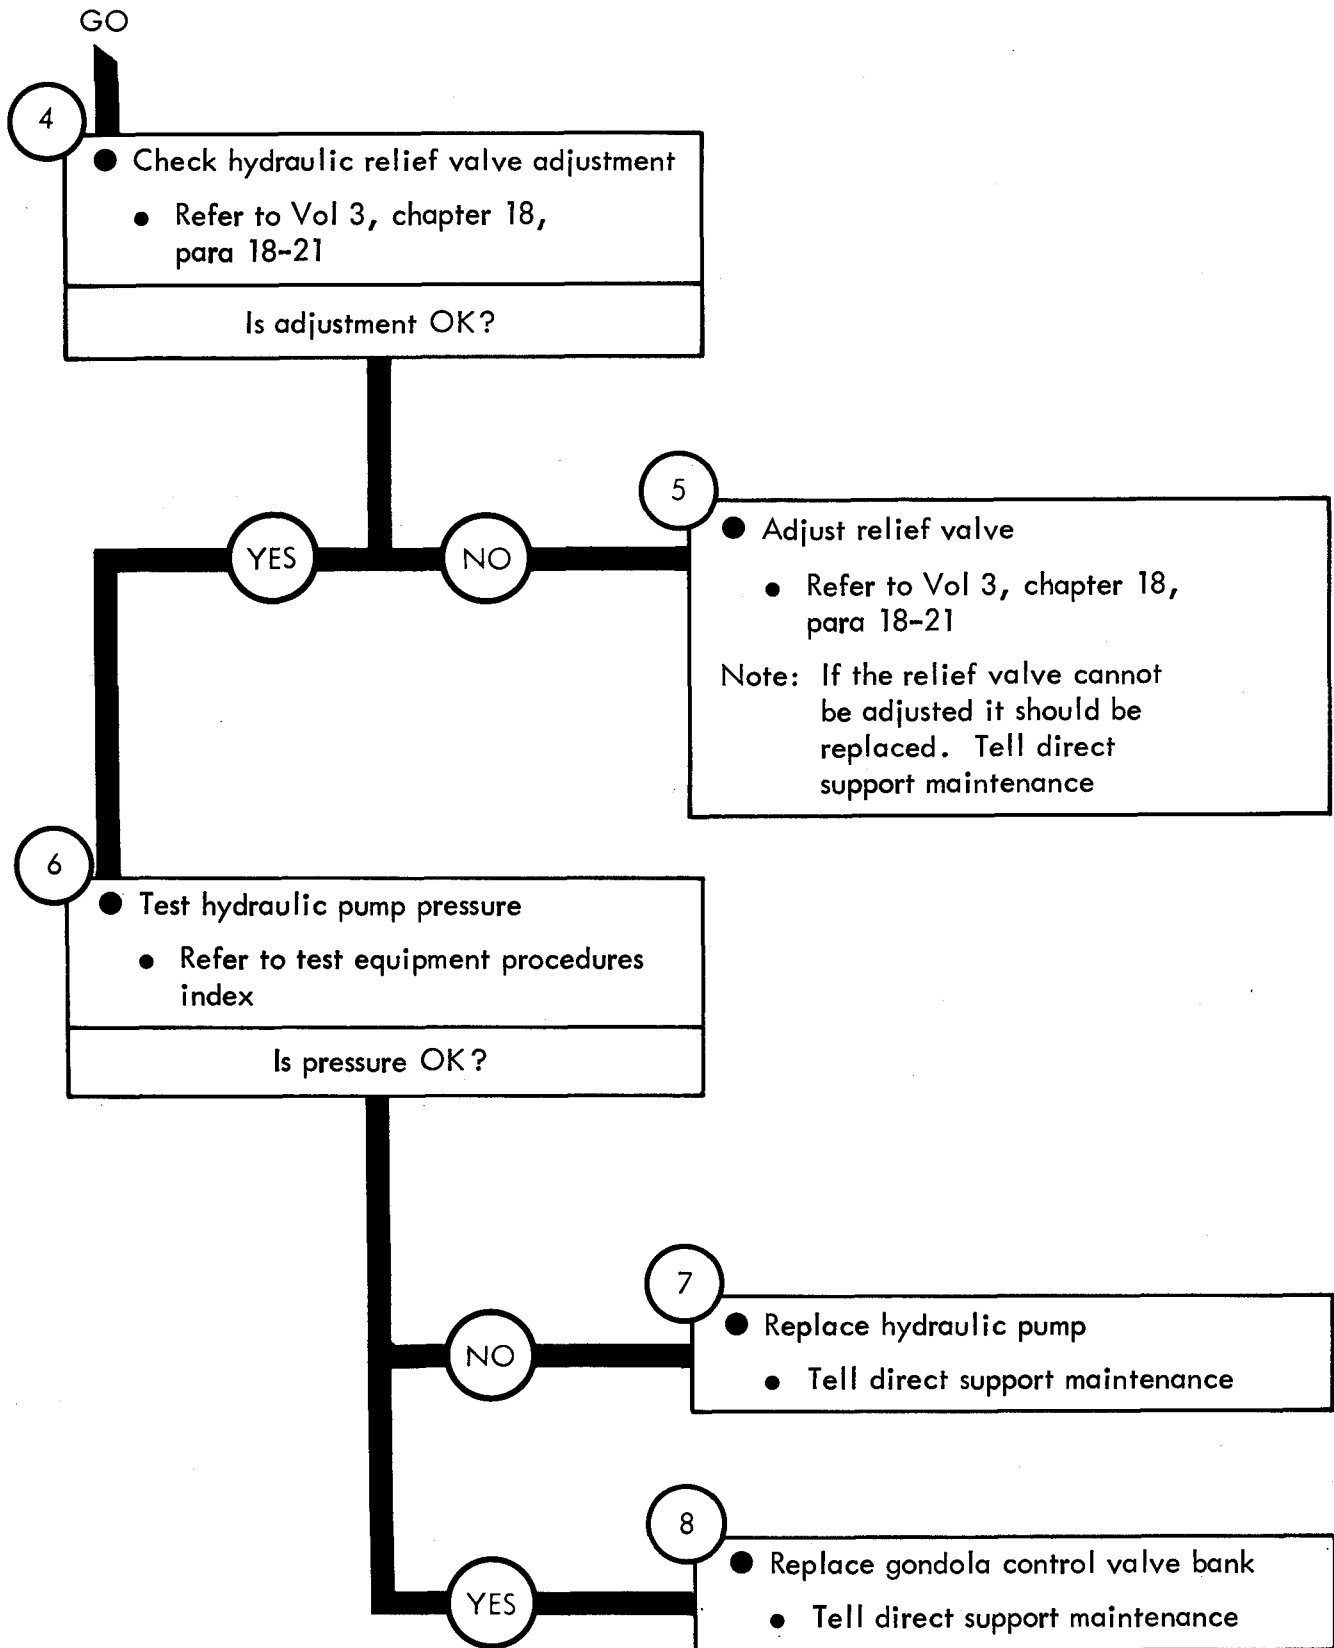 GO
4
● Check hydraulic relief valve adjustment
● Refer to Vol 3, chapter 18,
para 18-21
Is adjustment OK?
YES
NO
5
● Adjust relief valve
● Refer to Vol 3, chapter 18,
para 18-21
Note: If the relief valve cannot
be adjusted it should be
replaced. Tell direct
support maintenance
6
● Test hydraulic pump pressure
● Refer to test equipment procedures
index
Is pressure OK?
NO
7
● Replace hydraulic pump
● Tell direct support maintenance
YES
8
● Replace gondola control valve bank
● Tell direct support maintenance